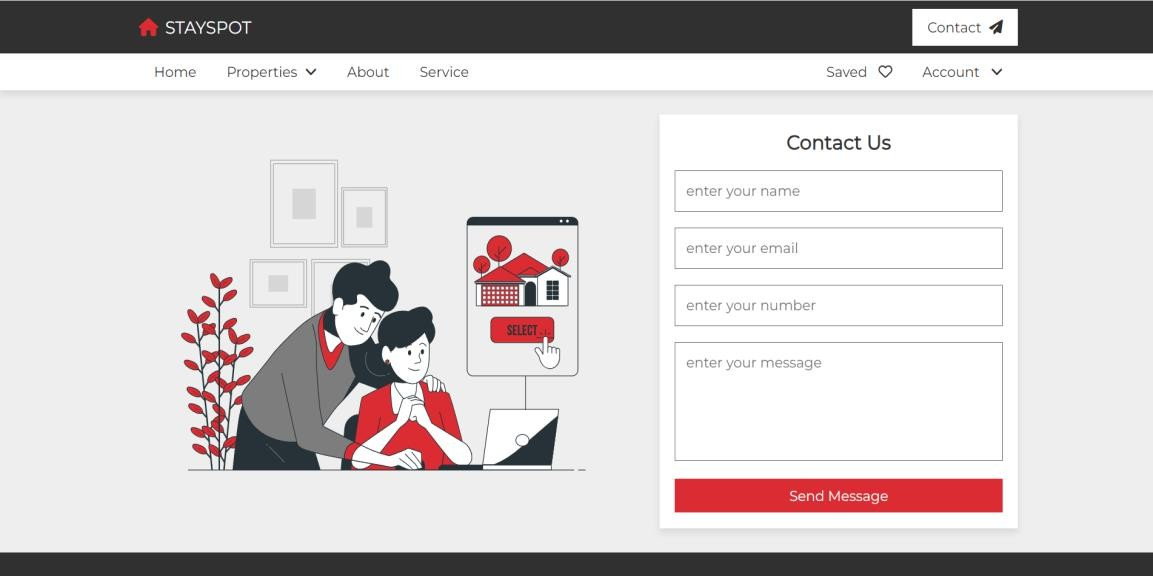 STAYSPOT
Contact
Home Properties About Service Saved Account
Contact Us
enter your name
enter your email
enter your number
enter your message
SELECT
Send Message